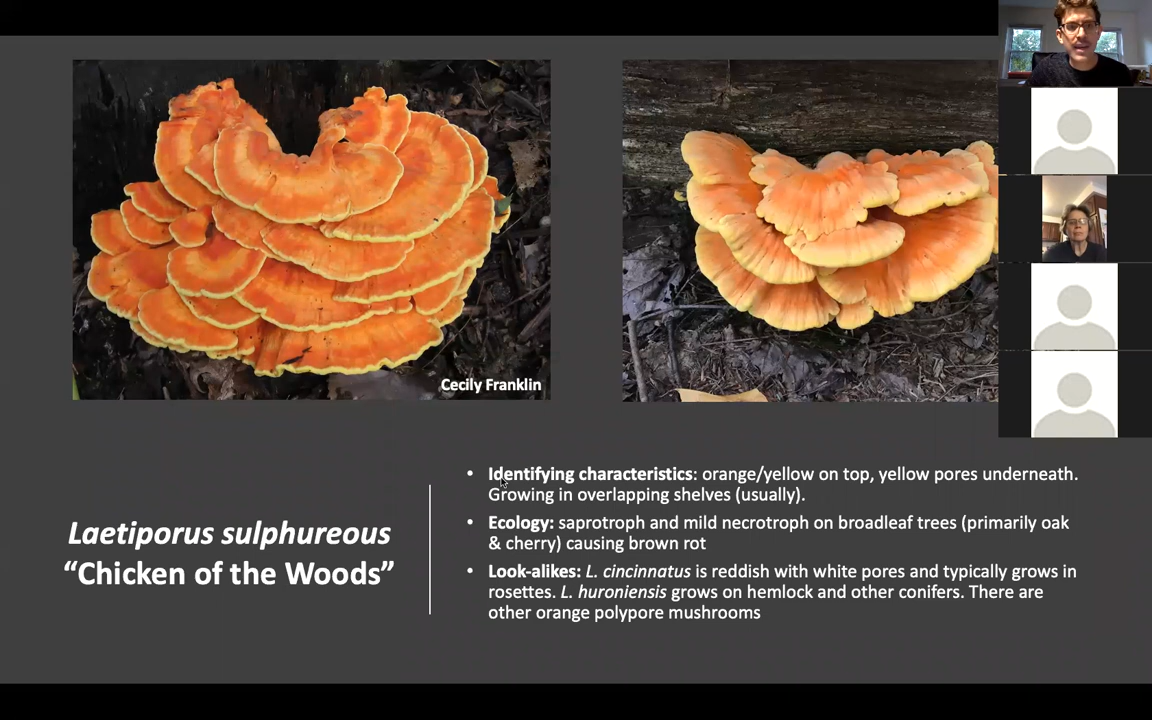 Cecily Franklin
Laetiporus sulphureous
“Chicken of the Woods”
• Identifying characteristics: orange/yellow on top, yellow pores underneath.
Growing in overlapping shelves (usually).
• Ecology: saprotroph and mild necrotroph on broadleaf trees (primarily oak
& cherry) causing brown rot
• Look-alikes: L. cincinnatus is reddish with white pores and typically grows in
rosettes. L. huroniensis grows on hemlock and other conifers. There are
other orange polypore mushrooms